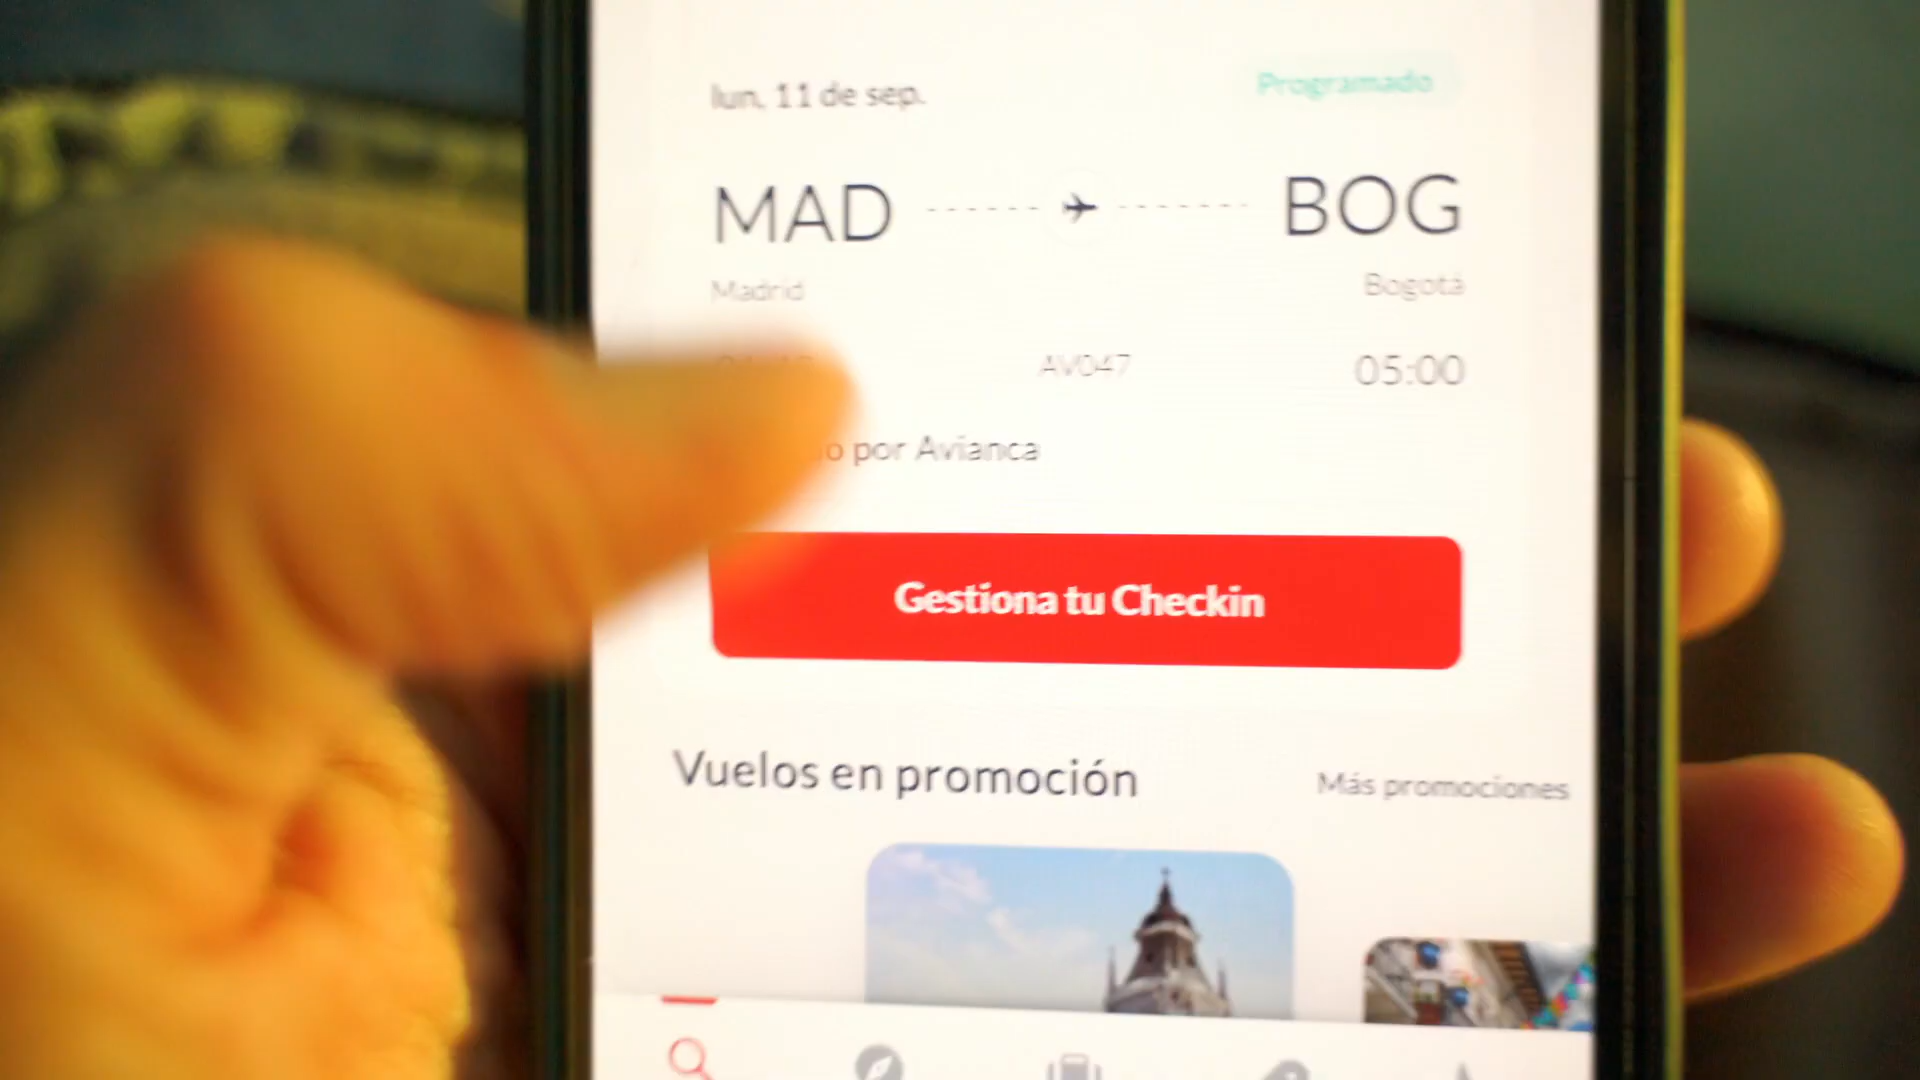 lun. 11 de sep.
Programado
MAD BOG
Madrid Bogotá
AV047 05:00
por Avianca
Gestiona tu Checkin
Vuelos en promoción
Más promociones